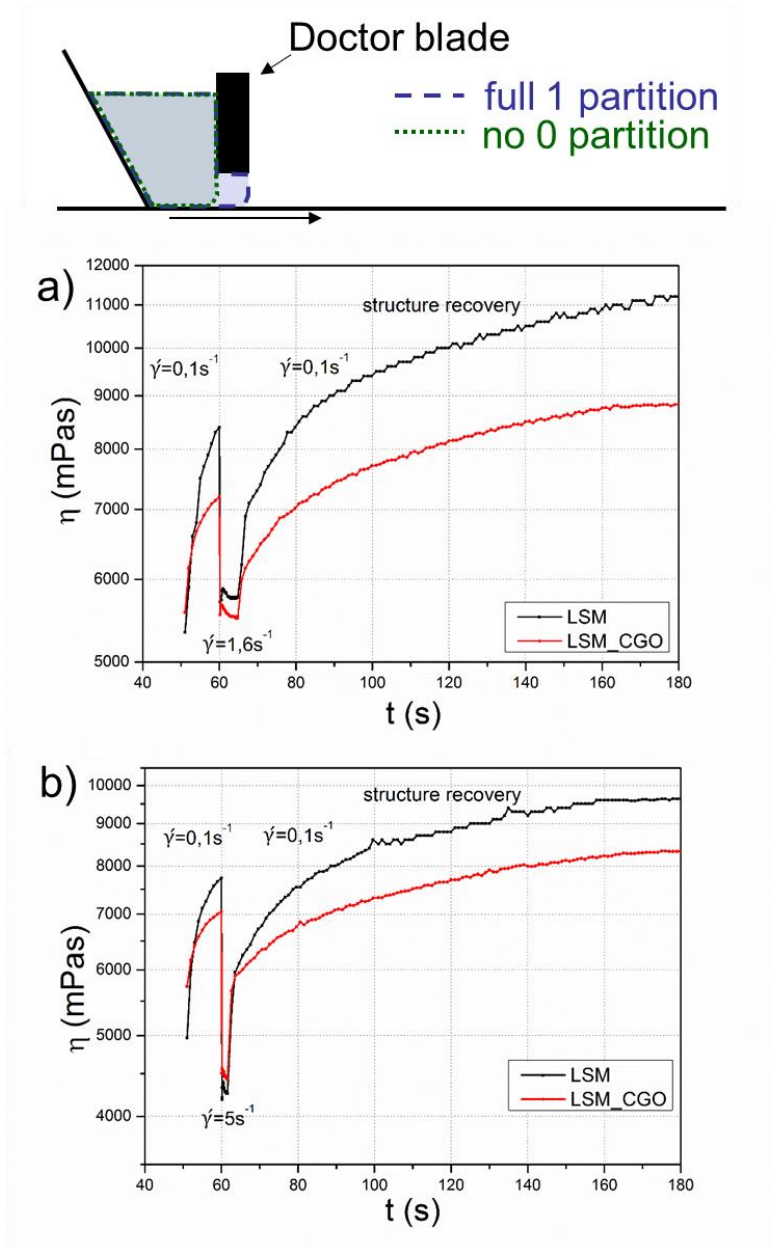 Doctor blade
full 1 partition
no 0 partition
a)
12000
11000
10000
9000
8000
7000
6000
5000
η (mPas)
structure recovery
γ̇=0,1s⁻¹
γ̇=0,1s⁻¹
γ̇=1,6s⁻¹
LSM
LSM_CGO
40 60 80 100 120 140 160 180
t (s)
b)
10000
9000
8000
7000
6000
5000
4000
η (mPas)
structure recovery
γ̇=0,1s⁻¹
γ̇=0,1s⁻¹
γ̇=5s⁻¹
LSM
LSM_CGO
40 60 80 100 120 140 160 180
t (s)